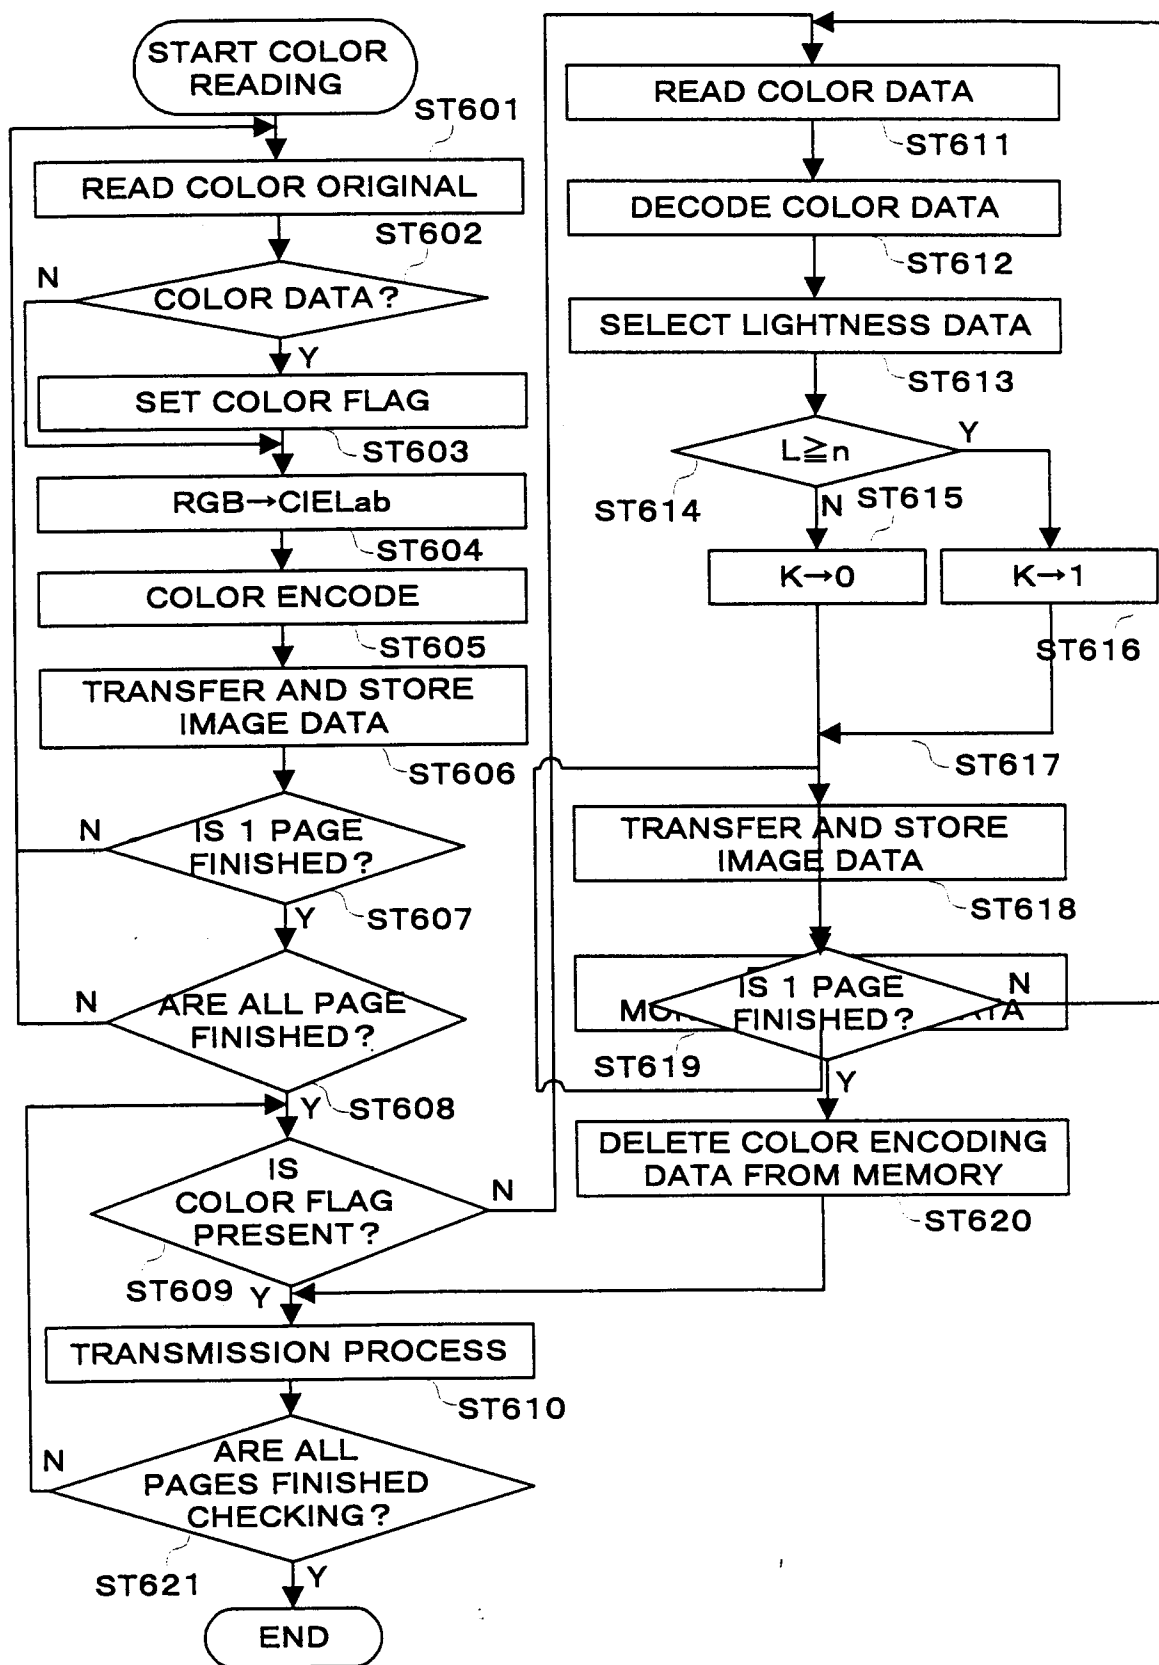 START COLOR
READING
ST601
READ COLOR ORIGINAL
ST602
N
COLOR DATA?
Y
SET COLOR FLAG
ST603
RGB→CIELab
ST604
COLOR ENCODE
ST605
TRANSFER AND STORE
IMAGE DATA
ST606
N
IS 1 PAGE
FINISHED?
Y
ST607
N
ARE ALL PAGE
FINISHED?
Y
ST608
IS
COLOR FLAG
PRESENT?
N
ST609
Y
TRANSMISSION PROCESS
ST610
N
ARE ALL
PAGES FINISHED
CHECKING?
ST621
Y
END
READ COLOR DATA
ST611
DECODE COLOR DATA
ST612
SELECT LIGHTNESS DATA
ST613
L≧n
Y
ST614
N
ST615
K→0
K→1
ST616
ST617
TRANSFER AND STORE
IMAGE DATA
ST618
IS 1 PAGE
FINISHED?
N
ST619
Y
DELETE COLOR ENCODING
DATA FROM MEMORY
ST620